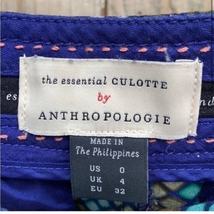 the essential CULOTTE
by
ANTHROPOLOGIE
MADE IN
The Philippines
US 0
UK 4
EU 32